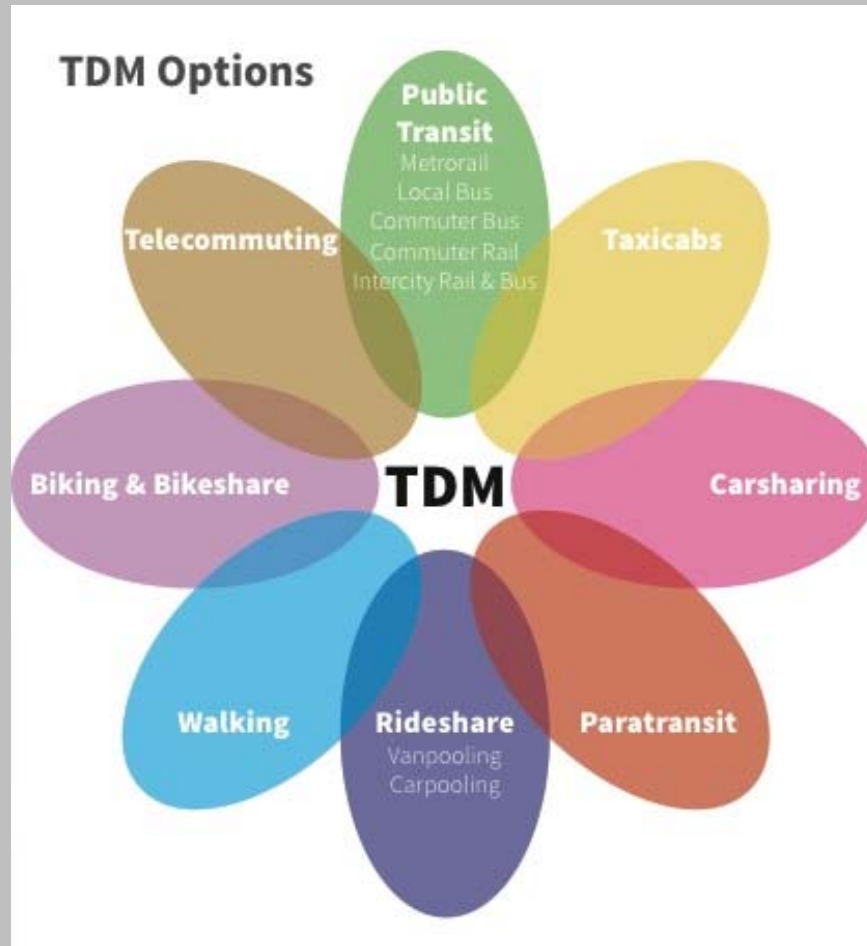 TDM Options
Public
Transit
Metrorail
Local Bus
Commuter Bus
Commuter Rail
Intercity Rail & Bus
Telecommuting
Taxicabs
Biking & Bikeshare
TDM
Carsharing
Walking
Rideshare
Vanpooling
Carpooling
Paratransit